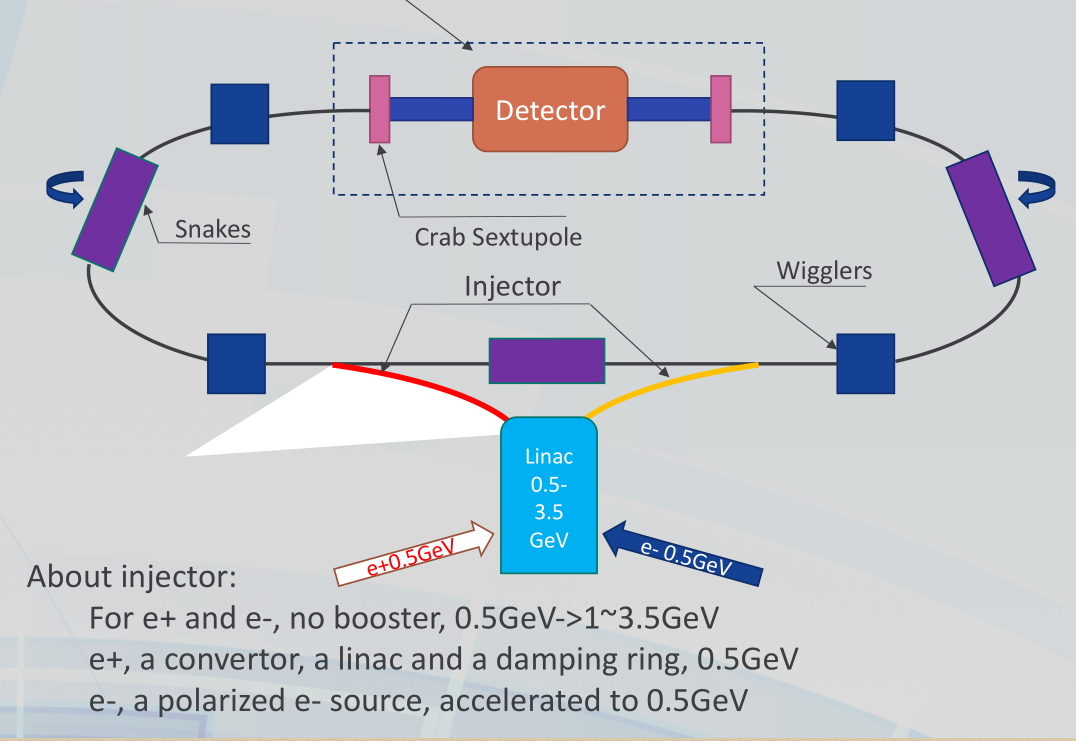 Detector
Snakes
Crab Sextupole
Wigglers
Injector
Linac
0.5-
3.5
GeV
e+0.5GeV
e- 0.5GeV
About injector:
For e+ and e-, no booster, 0.5GeV->1~3.5GeV
e+, a convertor, a linac and a damping ring, 0.5GeV
e-, a polarized e- source, accelerated to 0.5GeV